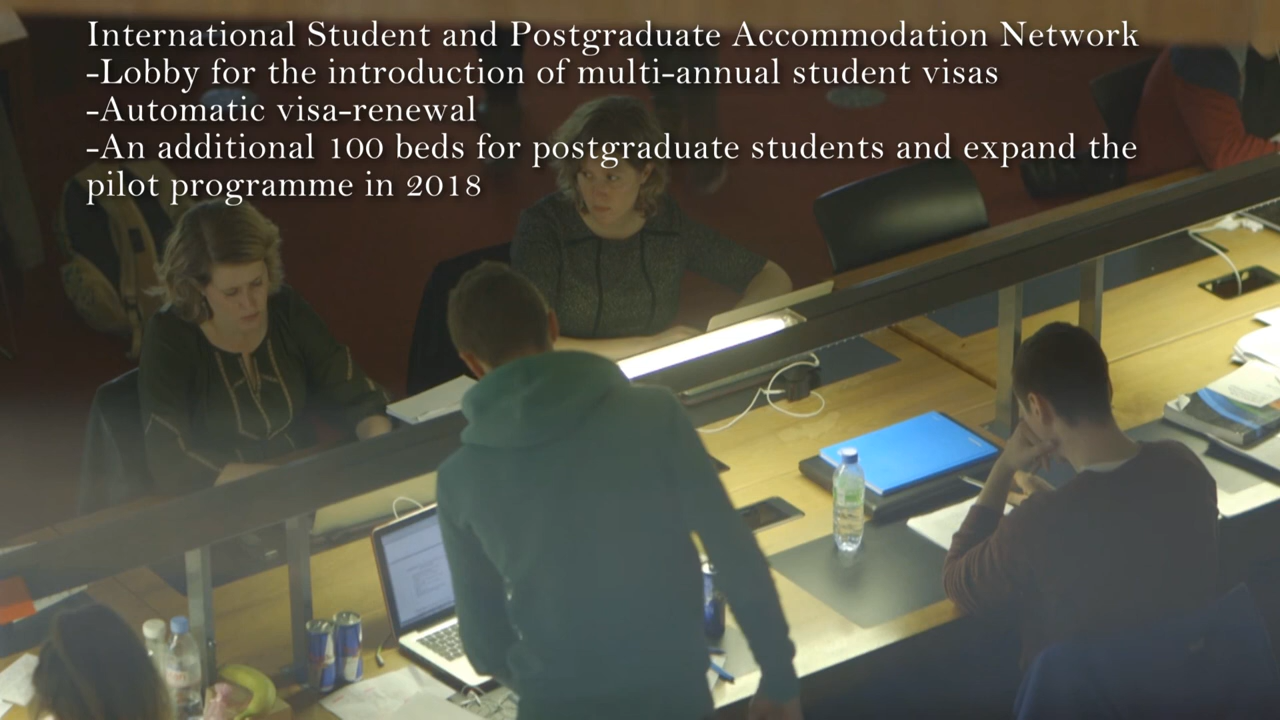 International Student and Postgraduate Accommodation Network
-Lobby for the introduction of multi-annual student visas
-Automatic visa-renewal
-An additional 100 beds for postgraduate students and expand the
pilot programme in 2018